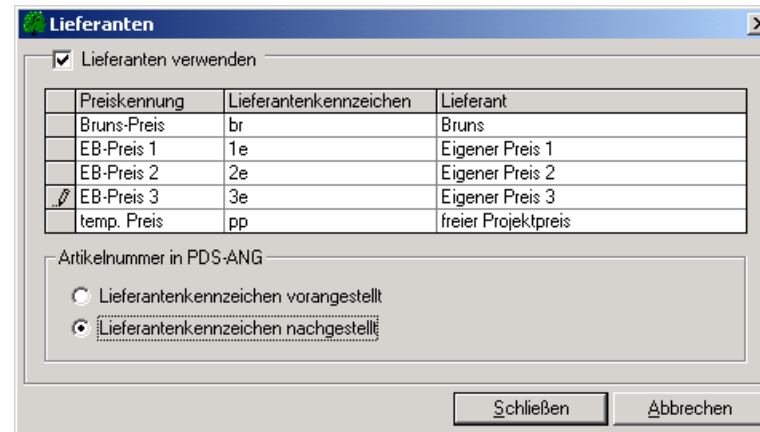 Lieferanten
Lieferanten verwenden
Preiskennung Lieferantenkennzeichen Lieferant
Bruns-Preis br Bruns
EB-Preis 1 1e Eigener Preis 1
EB-Preis 2 2e Eigener Preis 2
EB-Preis 3 3e Eigener Preis 3
temp. Preis pp freier Projektpreis
Artikelnummer in PDS-ANG
Lieferantenkennzeichen vorangestellt
Lieferantenkennzeichen nachgestellt
Schließen Abbrechen